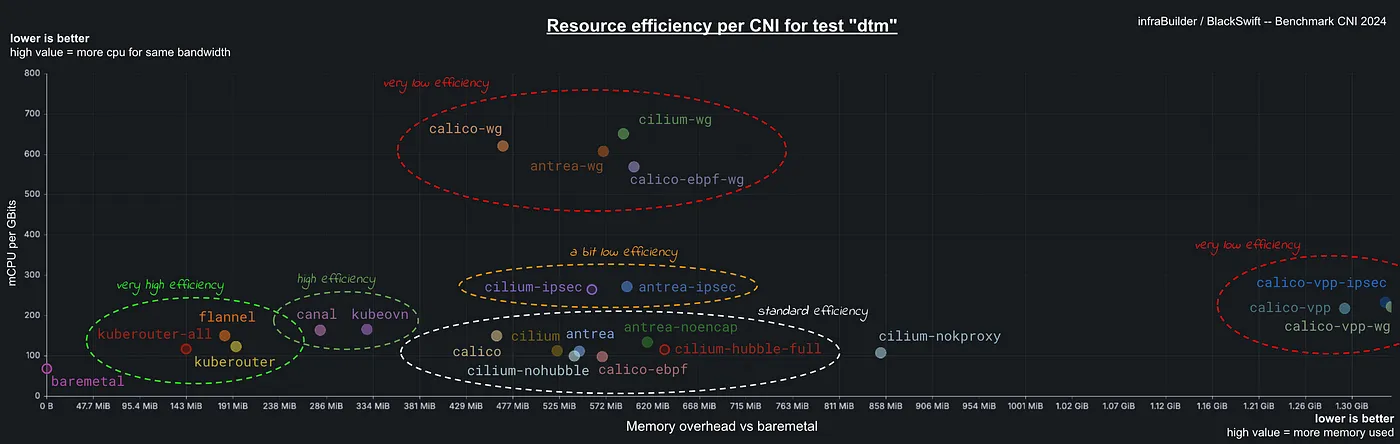 Resource efficiency per CNI for test "dtm"
infraBuilder / BlackSwift -- Benchmark CNI 2024
lower is better
high value = more cpu for same bandwidth
800
700
600
500
400
300
200
100
0
mCPU per GBits
very low efficiency
calico-wg
cilium-wg
antrea-wg
calico-ebpf-wg
a bit low efficiency
cilium-ipsec
antrea-ipsec
very high efficiency
flannel
kuberouter-all
kuberouter
baremetal
high efficiency
canal
kubeovn
standard efficiency
calico
cilium
antrea
antrea-noencap
cilium-hubble-full
cilium-nohubble
calico-ebpf
cilium-nokproxy
very low efficiency
calico-vpp-ipsec
calico-vpp
calico-vpp-wg
0 B 47.7 MiB 95.4 MiB 143 MiB 191 MiB 238 MiB 286 MiB 334 MiB 381 MiB 429 MiB 477 MiB 525 MiB 572 MiB 620 MiB 668 MiB 715 MiB 763 MiB 811 MiB 858 MiB 906 MiB 954 MiB 1001 MiB 1.02 GiB 1.07 GiB 1.12 GiB 1.16 GiB 1.21 GiB 1.26 GiB 1.30 GiB
Memory overhead vs baremetal
lower is better
high value = more memory used